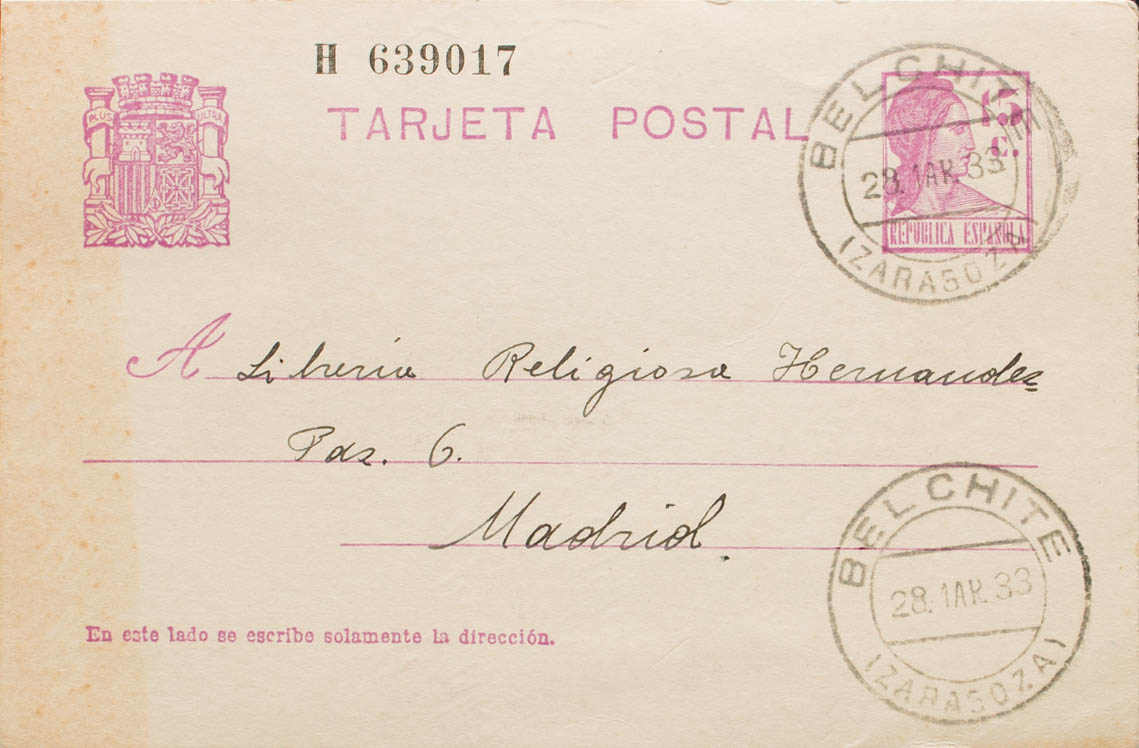 H 639017
PLUS ULTRA
TARJETA POSTAL
15 c.
REPUBLICA ESPAÑOLA
BELCHITE
28. MAR. 33
(ZARAGOZA)
A Libreria Religiosa Hernandez
Paz. 6.
Madrid.
BELCHITE
28. MAR. 33
(ZARAGOZA)
En este lado se escribe solamente la dirección.